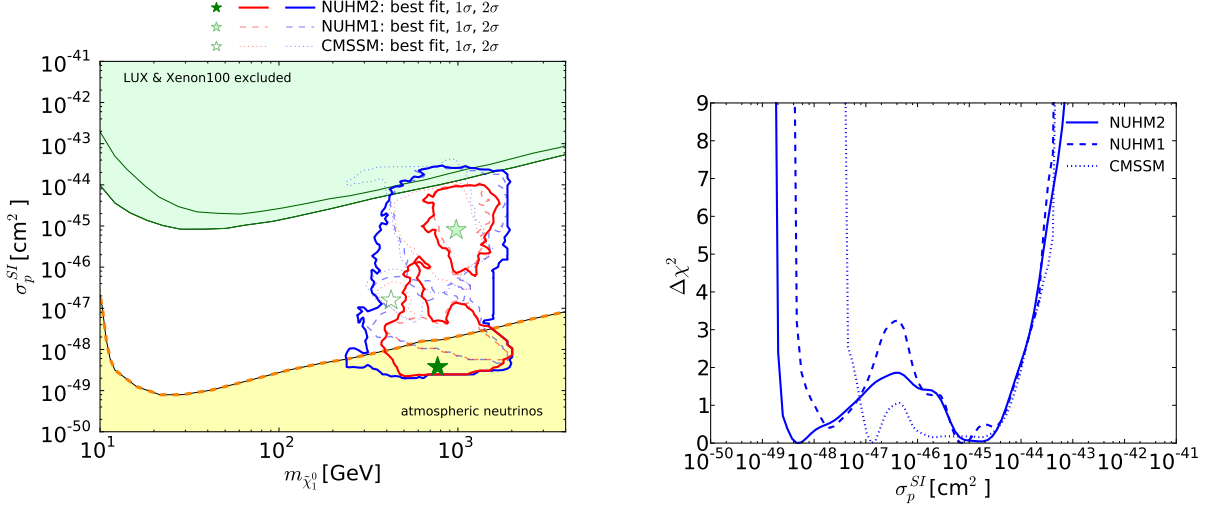 NUHM2: best fit, 1σ, 2σ
NUHM1: best fit, 1σ, 2σ
CMSSM: best fit, 1σ, 2σ
10^-41
10^-42
10^-43
10^-44
10^-45
10^-46
10^-47
10^-48
10^-49
10^-50
σ_p^SI [cm^2]
LUX & Xenon100 excluded
atmospheric neutrinos
10^1 10^2 10^3
m_χ̃_1^0 [GeV]
9
8
7
6
5
4
3
2
1
0
Δχ^2
NUHM2
NUHM1
CMSSM
10^-50 10^-49 10^-48 10^-47 10^-46 10^-45 10^-44 10^-43 10^-42 10^-41
σ_p^SI [cm^2 ]